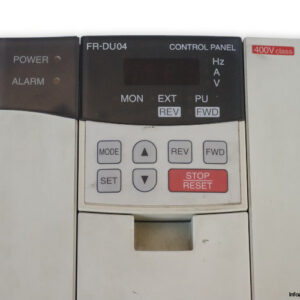 FR-DU04 CONTROL PANEL
400V class
POWER
ALARM
Hz
A
V
MON EXT PU
REV FWD
MODE ▲ REV FWD
SET ▼ STOP
RESET